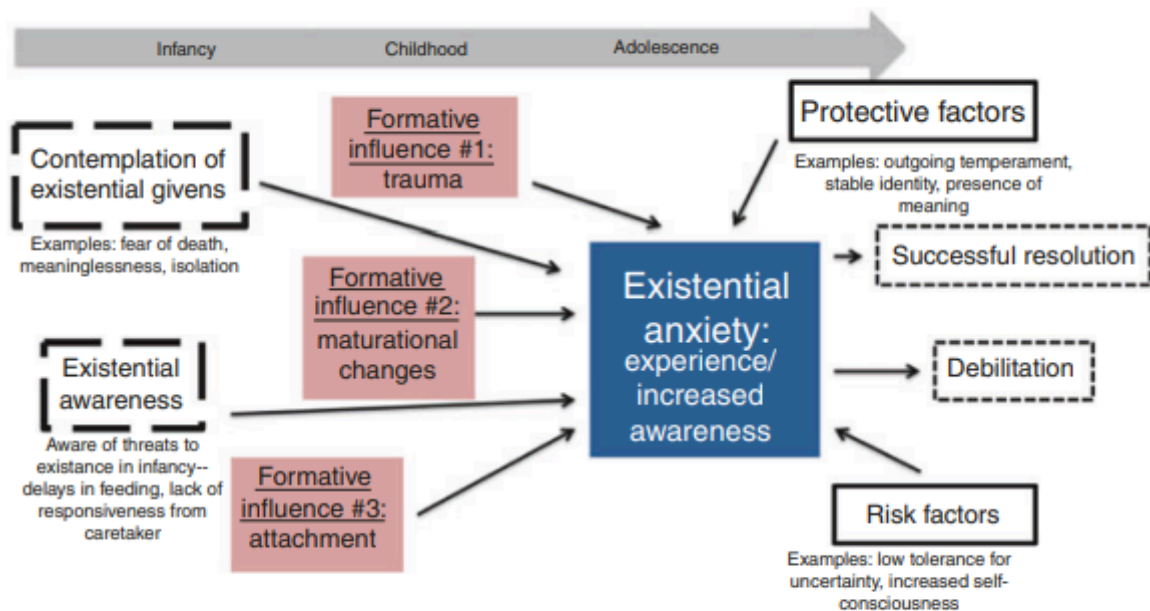 Infancy
Childhood
Adolescence
Contemplation of
existential givens
Examples: fear of death,
meaninglessness, isolation
Existential
awareness
Aware of threats to
existance in infancy--
delays in feeding, lack of
responsiveness from
caretaker
Formative
influence #1:
trauma
Formative
influence #2:
maturational
changes
Formative
influence #3:
attachment
Existential
anxiety:
experience/
increased
awareness
Protective factors
Examples: outgoing temperament,
stable identity, presence of
meaning
Successful resolution
Debilitation
Risk factors
Examples: low tolerance for
uncertainty, increased self-
consciousness